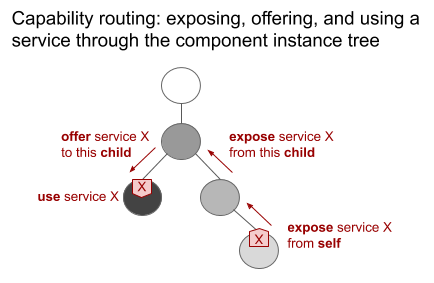 Capability routing: exposing, offering, and using a
service through the component instance tree
offer service X
to this child
expose service X
from this child
use service X
X
expose service X
from self
X